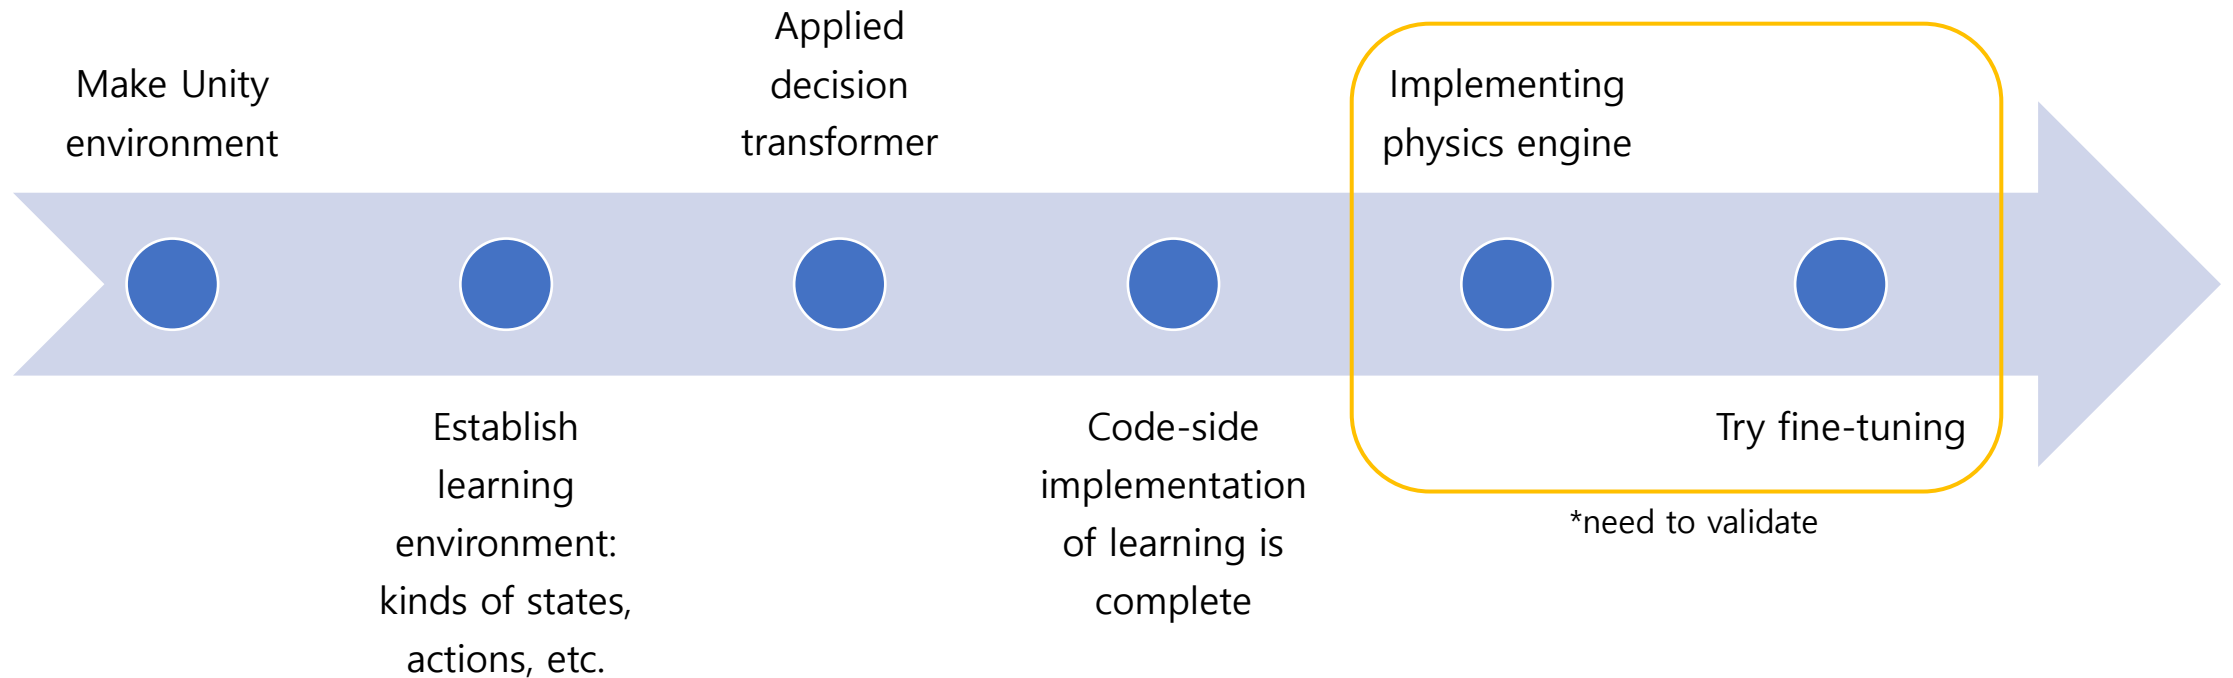 Make Unity
environment
Establish
learning
environment:
kinds of states,
actions, etc.
Applied
decision
transformer
Code-side
implementation
of learning is
complete
Implementing
physics engine
Try fine-tuning
*need to validate